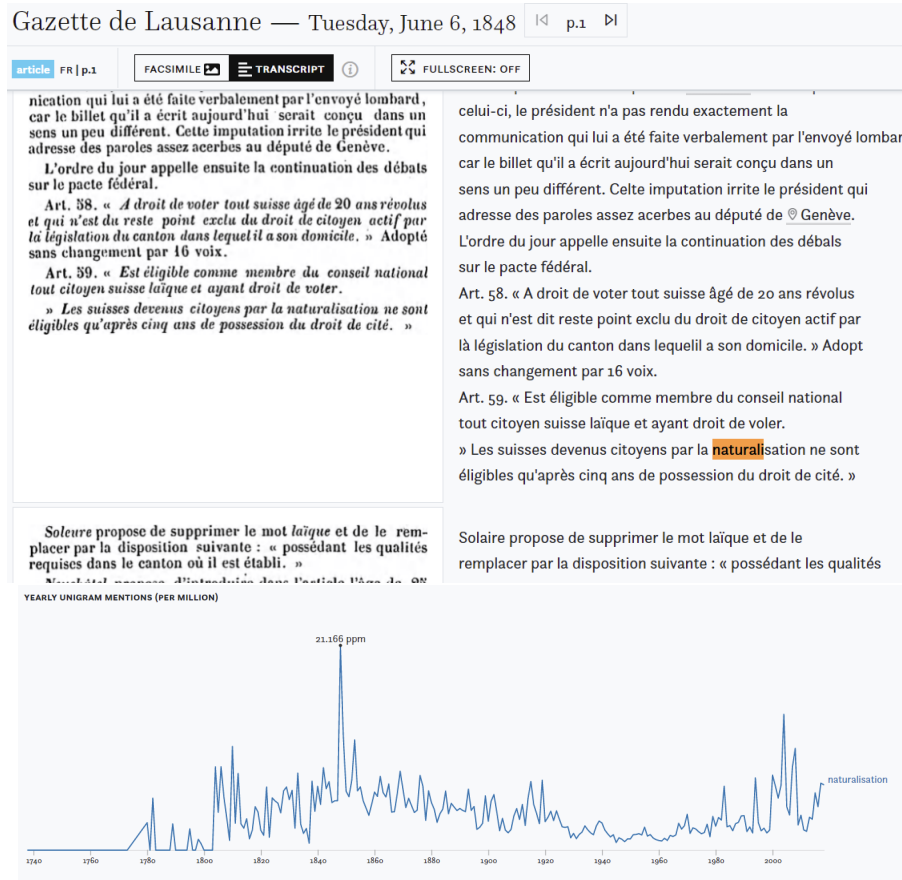 Gazette de Lausanne — Tuesday, June 6, 1848 p.1
article FR | p.1 FACSIMILE TRANSCRIPT i FULLSCREEN: OFF
nication qui lui a été faite verbalement par l'envoyé lombard,
car le billet qu'il a écrit aujourd'hui serait conçu dans un
sens un peu différent. Cette imputation irrite le président qui
adresse des paroles assez acerbes au député de Genève.
L'ordre du jour appelle ensuite la continuation des débats
sur le pacte fédéral.
Art. 58. « A droit de voter tout suisse âgé de 20 ans révolus
et qui n'est du reste point exclu du droit de citoyen actif par
la législation du canton dans lequel il a son domicile. » Adopté
sans changement par 16 voix.
Art. 59. « Est éligible comme membre du conseil national
tout citoyen suisse laïque et ayant droit de voter.
» Les suisses devenus citoyens par la naturalisation ne sont
éligibles qu'après cinq ans de possession du droit de cité. »
Soleure propose de supprimer le mot laïque et de le rem-
placer par la disposition suivante : « possédant les qualités
requises dans le canton où il est établi. »
celui-ci, le président n'a pas rendu exactement la
communication qui lui a été faite verbalement par l'envoyé lombar
car le billet qu'il a écrit aujourd'hui serait conçu dans un
sens un peu différent. Celte imputation irrite le président qui
adresse des paroles assez acerbes au député de Genève.
L'ordre du jour appelle ensuite la continuation des débals
sur le pacte fédéral.
Art. 58. « A droit de voter tout suisse âgé de 20 ans révolus
et qui n'est dit reste point exclu du droit de citoyen actif par
là législation du canton dans lequelil a son domicile. » Adopt
sans changement par 16 voix.
Art. 59. « Est éligible comme membre du conseil national
tout citoyen suisse laïque et ayant droit de voler.
» Les suisses devenus citoyens par la naturalisation ne sont
éligibles qu'après cinq ans de possession du droit de cité. »
Solaire propose de supprimer le mot laïque et de le
remplacer par la disposition suivante : « possédant les qualités
YEARLY UNIGRAM MENTIONS (PER MILLION)
21.166 ppm
naturalisation
1740 1760 1780 1800 1820 1840 1860 1880 1900 1920 1940 1960 1980 2000